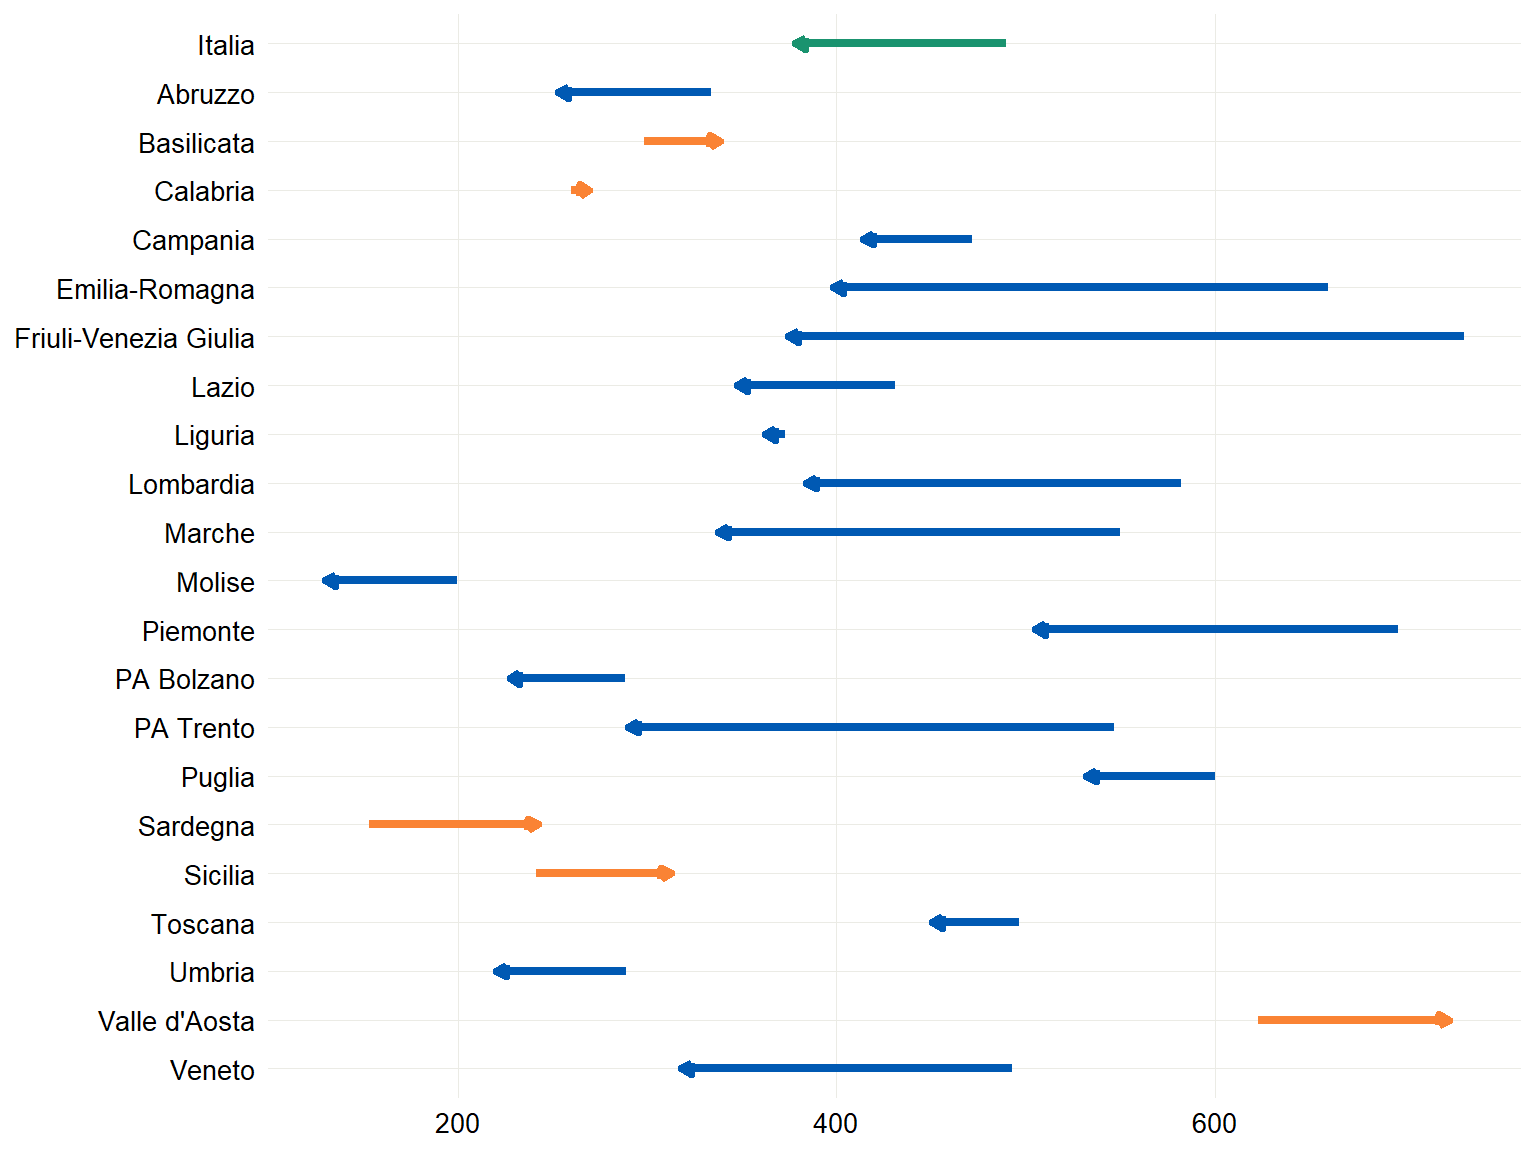 Italia
Abruzzo
Basilicata
Calabria
Campania
Emilia-Romagna
Friuli-Venezia Giulia
Lazio
Liguria
Lombardia
Marche
Molise
Piemonte
PA Bolzano
PA Trento
Puglia
Sardegna
Sicilia
Toscana
Umbria
Valle d'Aosta
Veneto
200 400 600